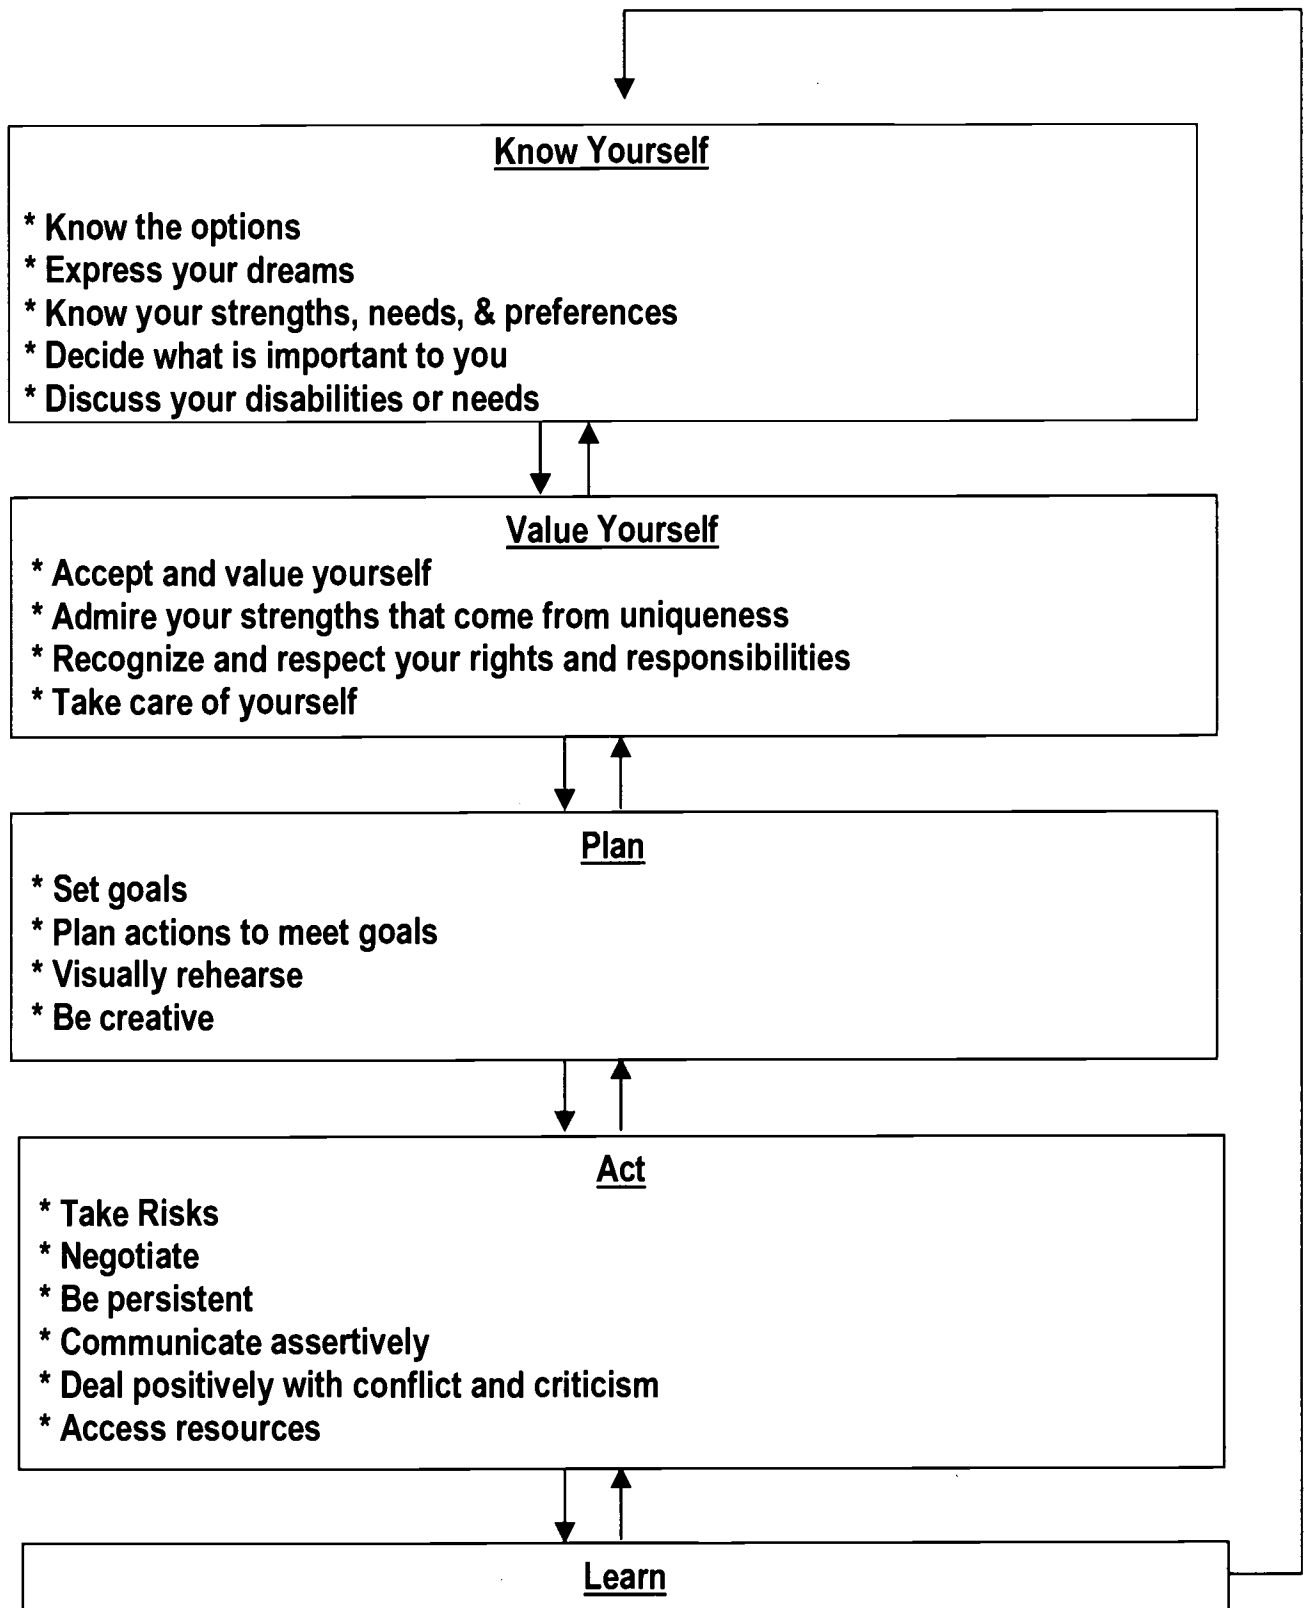 Know Yourself
* Know the options
* Express your dreams
* Know your strengths, needs, & preferences
* Decide what is important to you
* Discuss your disabilities or needs
Value Yourself
* Accept and value yourself
* Admire your strengths that come from uniqueness
* Recognize and respect your rights and responsibilities
* Take care of yourself
Plan
* Set goals
* Plan actions to meet goals
* Visually rehearse
* Be creative
Act
* Take Risks
* Negotiate
* Be persistent
* Communicate assertively
* Deal positively with conflict and criticism
* Access resources
Learn